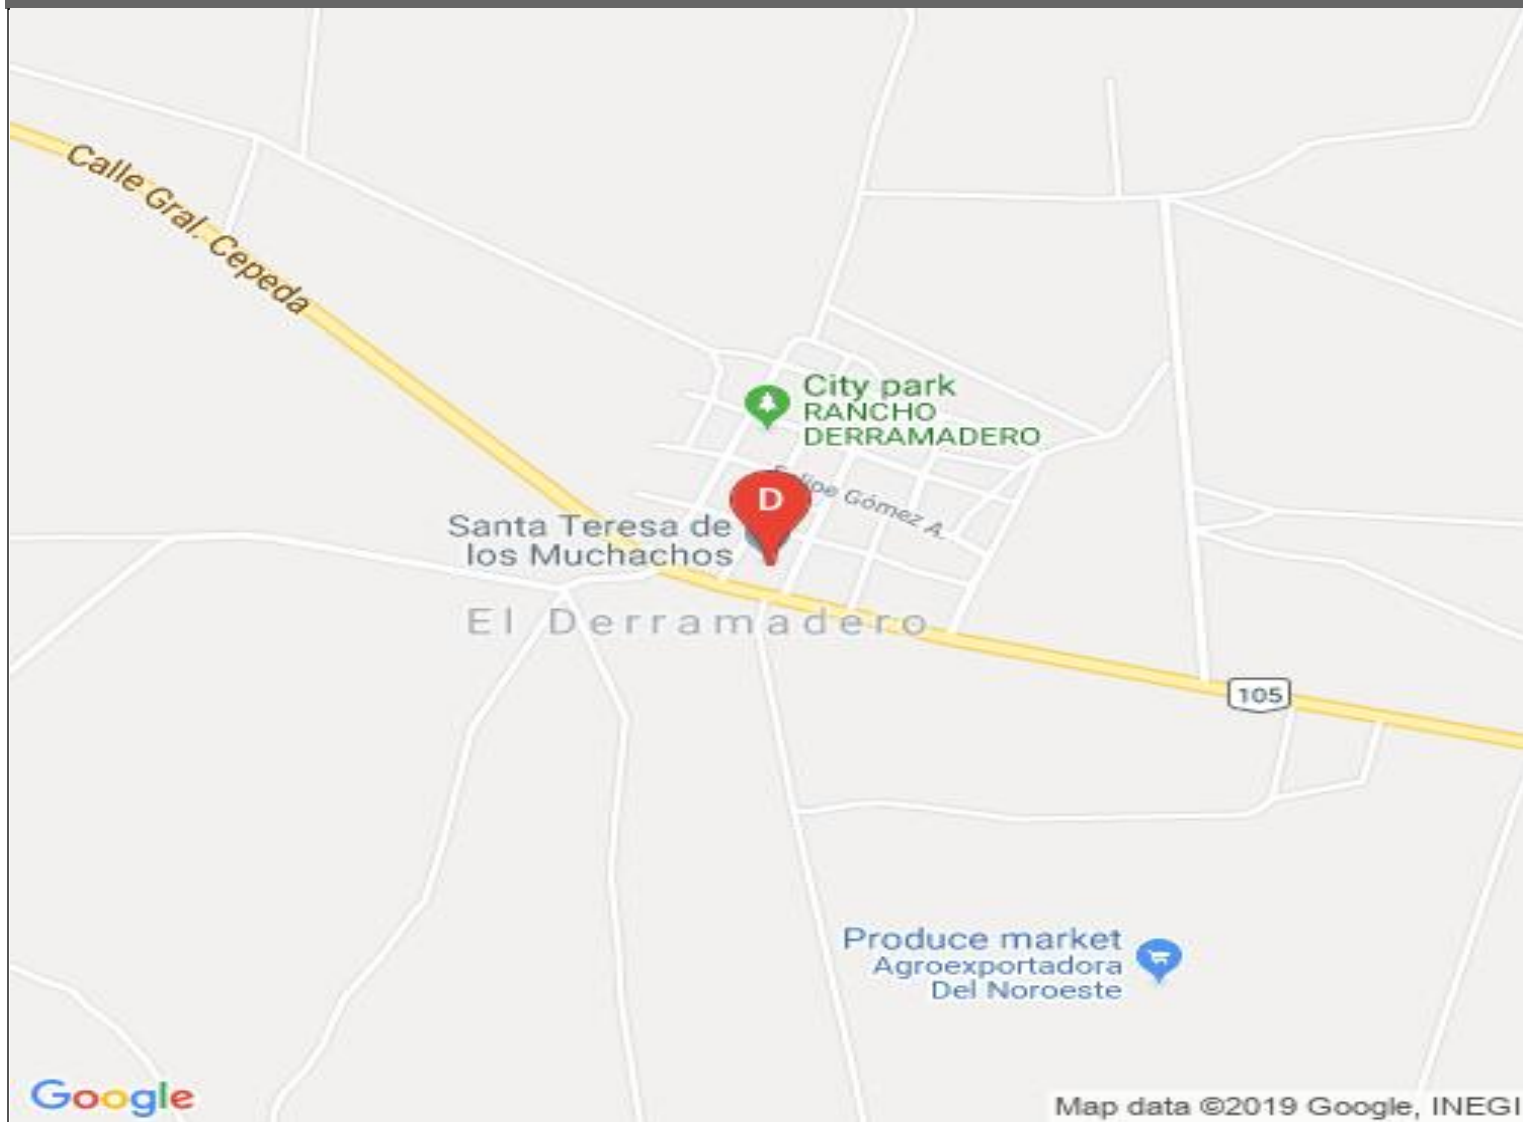 Calle Gral. Cepeda
City park
RANCHO
DERRAMADERO
Gómez A.
D
Santa Teresa de
los Muchachos
El Derramadero
105
Produce market
Agroexportadora
Del Noroeste
Google
Map data ©2019 Google, INEGI